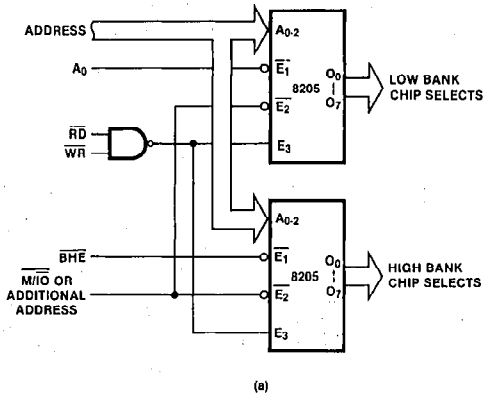 ADDRESS
A0
RD
WR
BHE
M/IO OR
ADDITIONAL
ADDRESS
A0-2
E1
8205
E2
E3
O0
O7
LOW BANK
CHIP SELECTS
A0-2
E1
8205
E2
E3
O0
O7
HIGH BANK
CHIP SELECTS
(a)